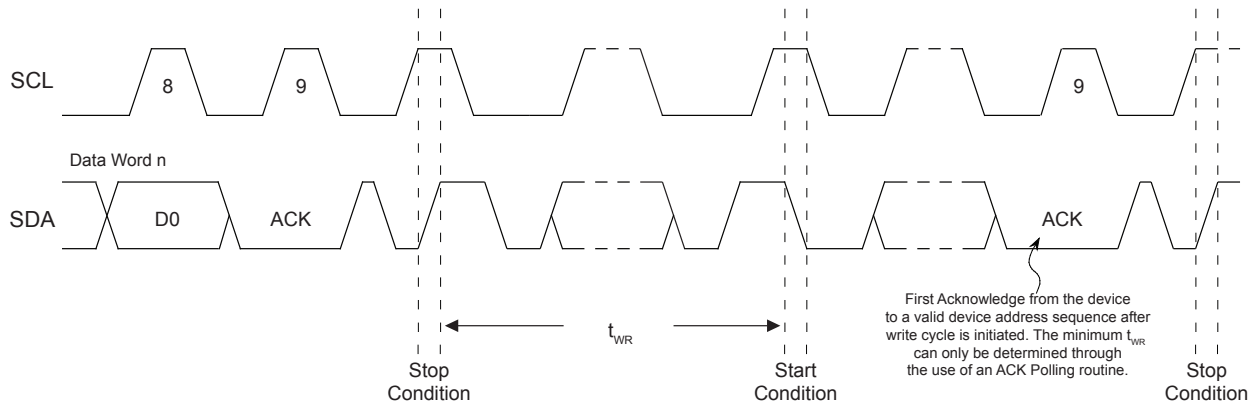 SCL
8
9
9
Data Word n
SDA
D0
ACK
ACK
First Acknowledge from the device
to a valid device address sequence after
write cycle is initiated. The minimum tWR
can only be determined through
the use of an ACK Polling routine.
tWR
Stop
Condition
Start
Condition
Stop
Condition